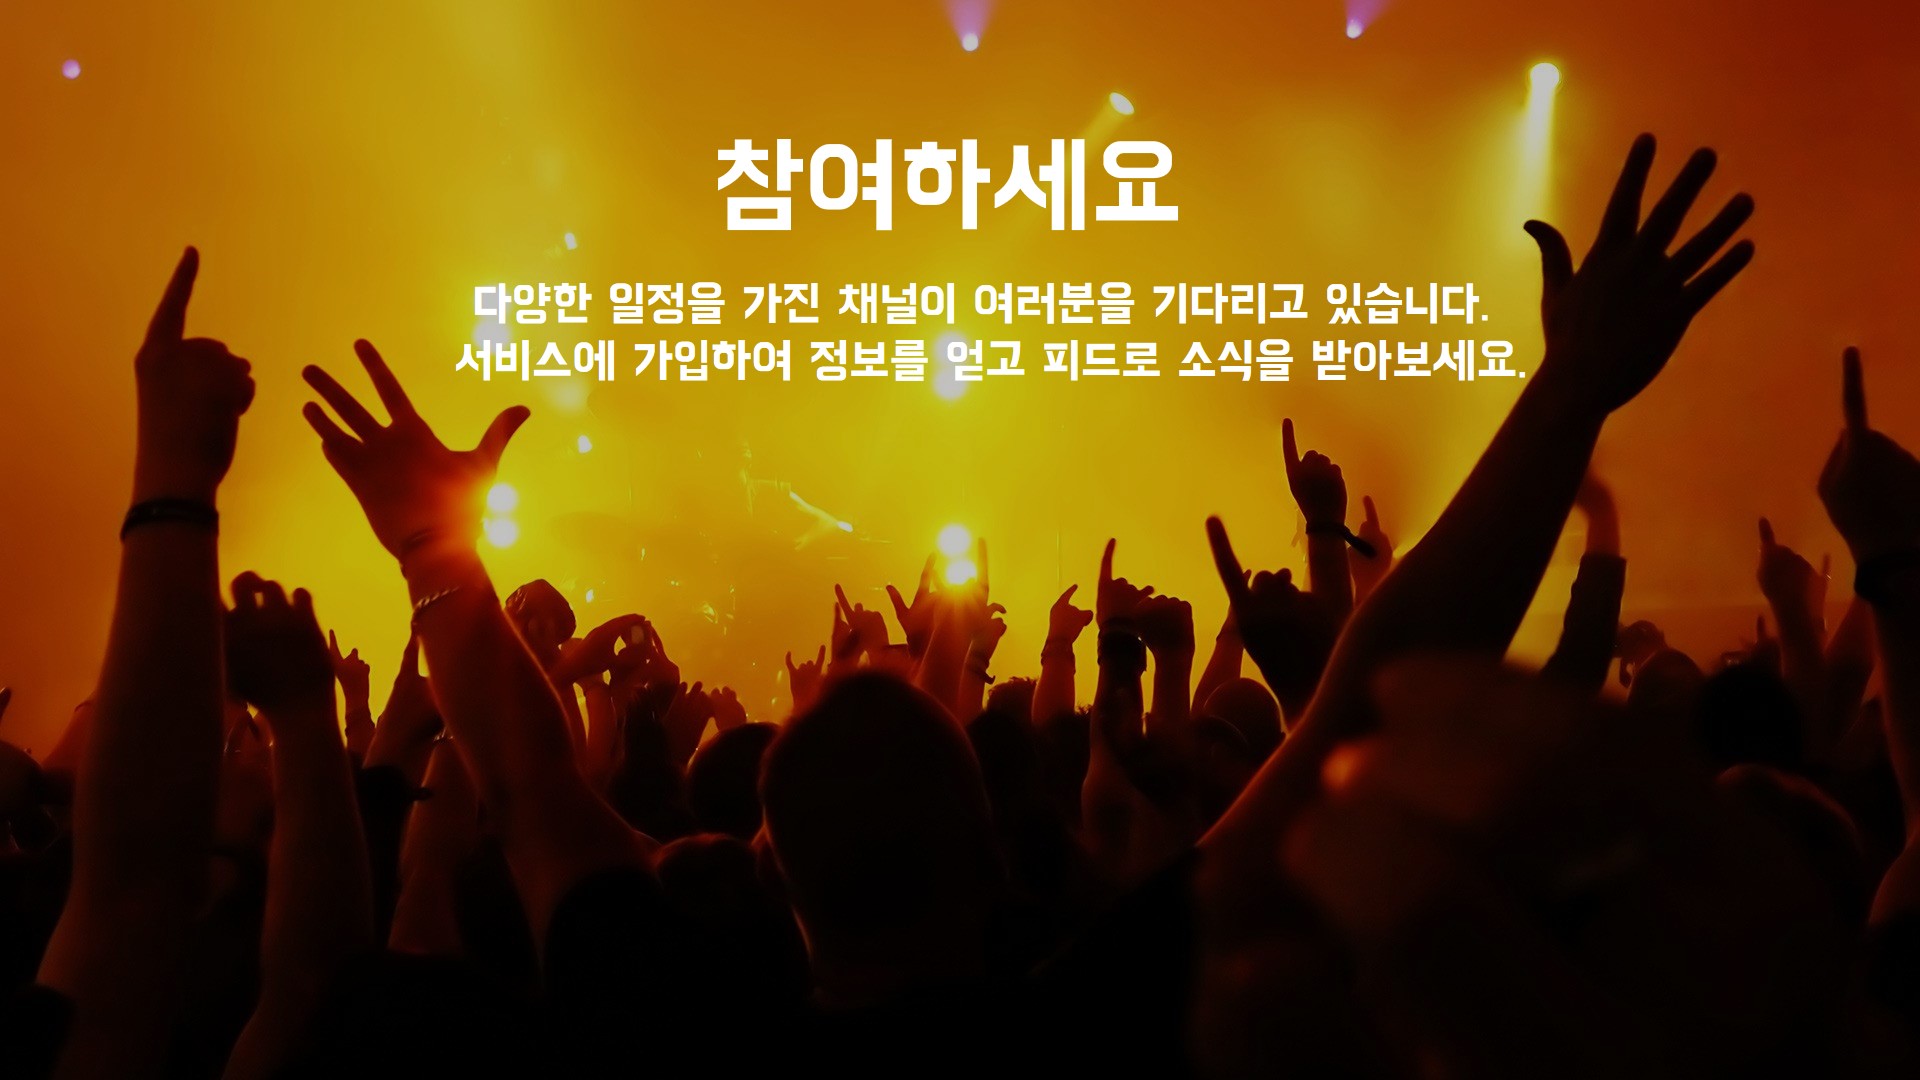 참여하세요
다양한 일정을 가진 채널이 여러분을 기다리고 있습니다.
서비스에 가입하여 정보를 얻고 피드로 소식을 받아보세요.